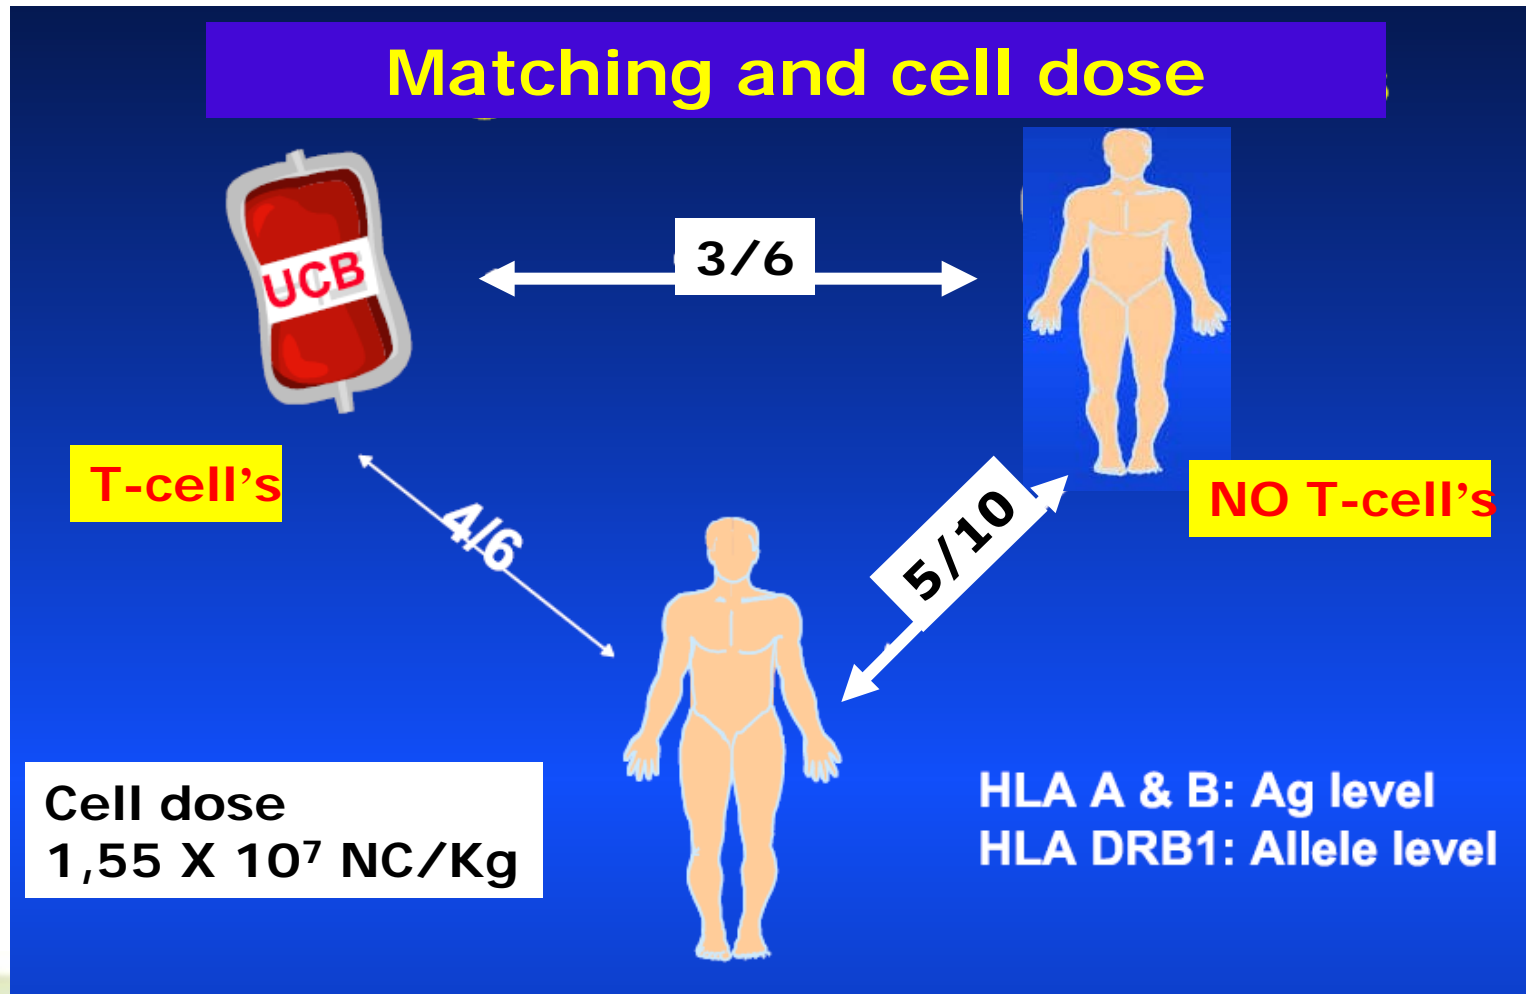 Matching and cell dose
UCB
3/6
T-cell’s
NO T-cell’s
4/6
5/10
Cell dose
1,55 X 10⁷ NC/Kg
HLA A & B: Ag level
HLA DRB1: Allele level